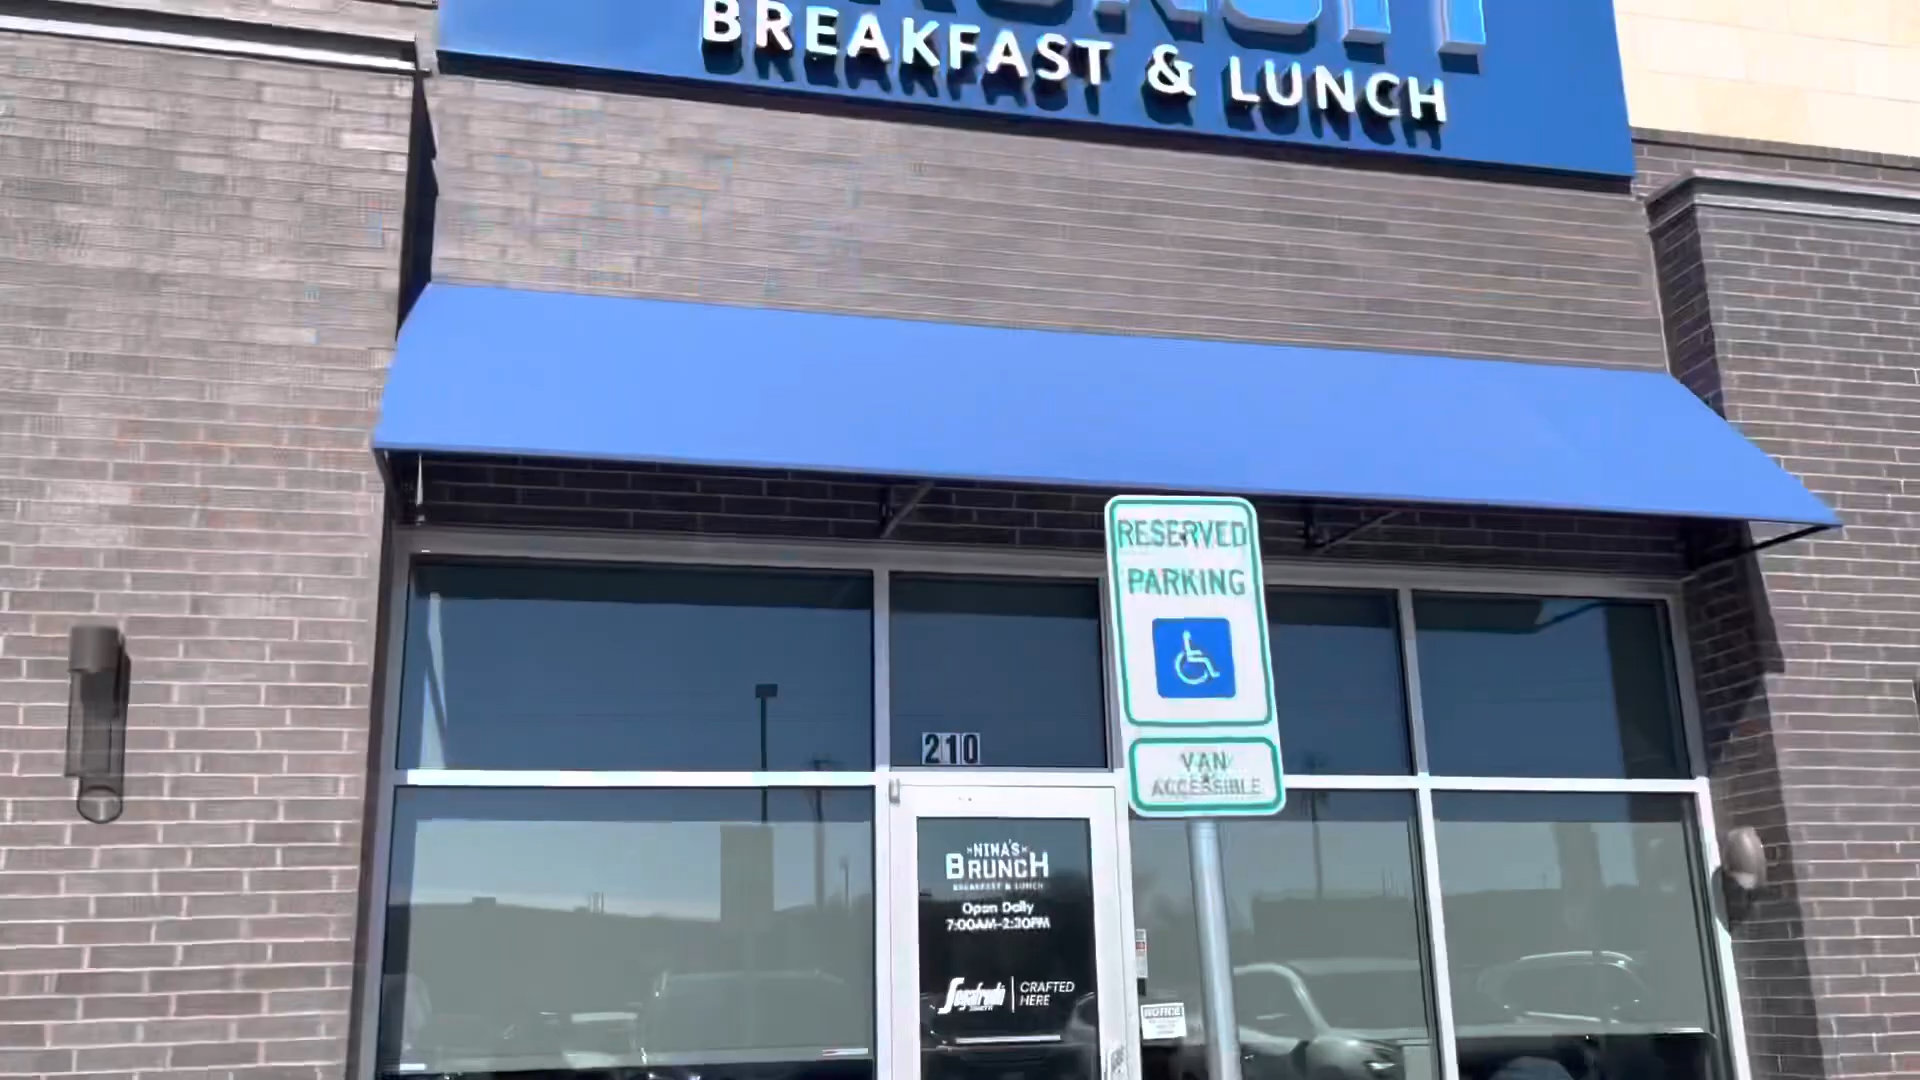 BREAKFAST & LUNCH
RESERVED
PARKING
VAN
ACCESSIBLE
210
NINA'S
BRUNCH
BREAKFAST & LUNCH
Open Daily
7:00AM-2:30PM
Segafredo
CRAFTED
HERE
NOTICE